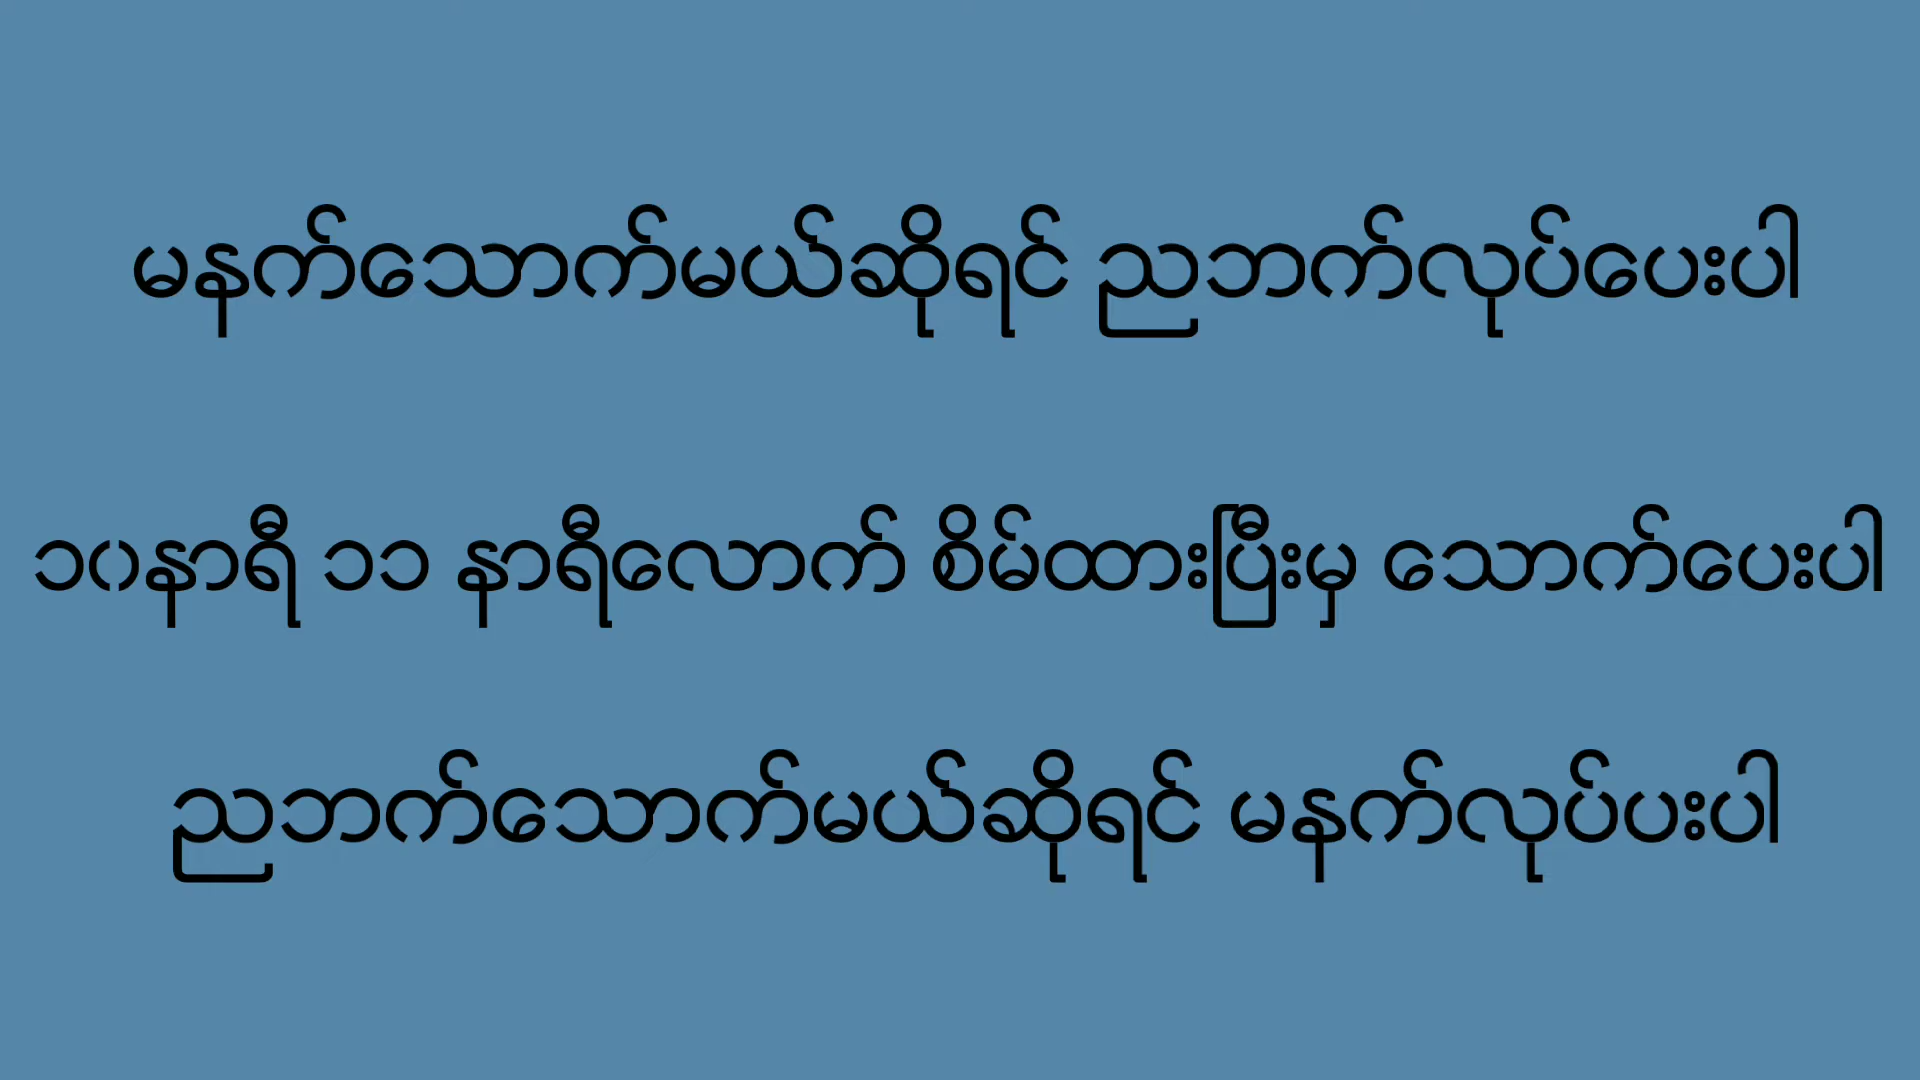 မနက်သောက်မယ်ဆိုရင် ညဘက်လုပ်ပေးပါ
၁၀နာရီ ၁၁ နာရီလောက် စိမ်ထားပြီးမှ သောက်ပေးပါ
ညဘက်သောက်မယ်ဆိုရင် မနက်လုပ်ပးပါ